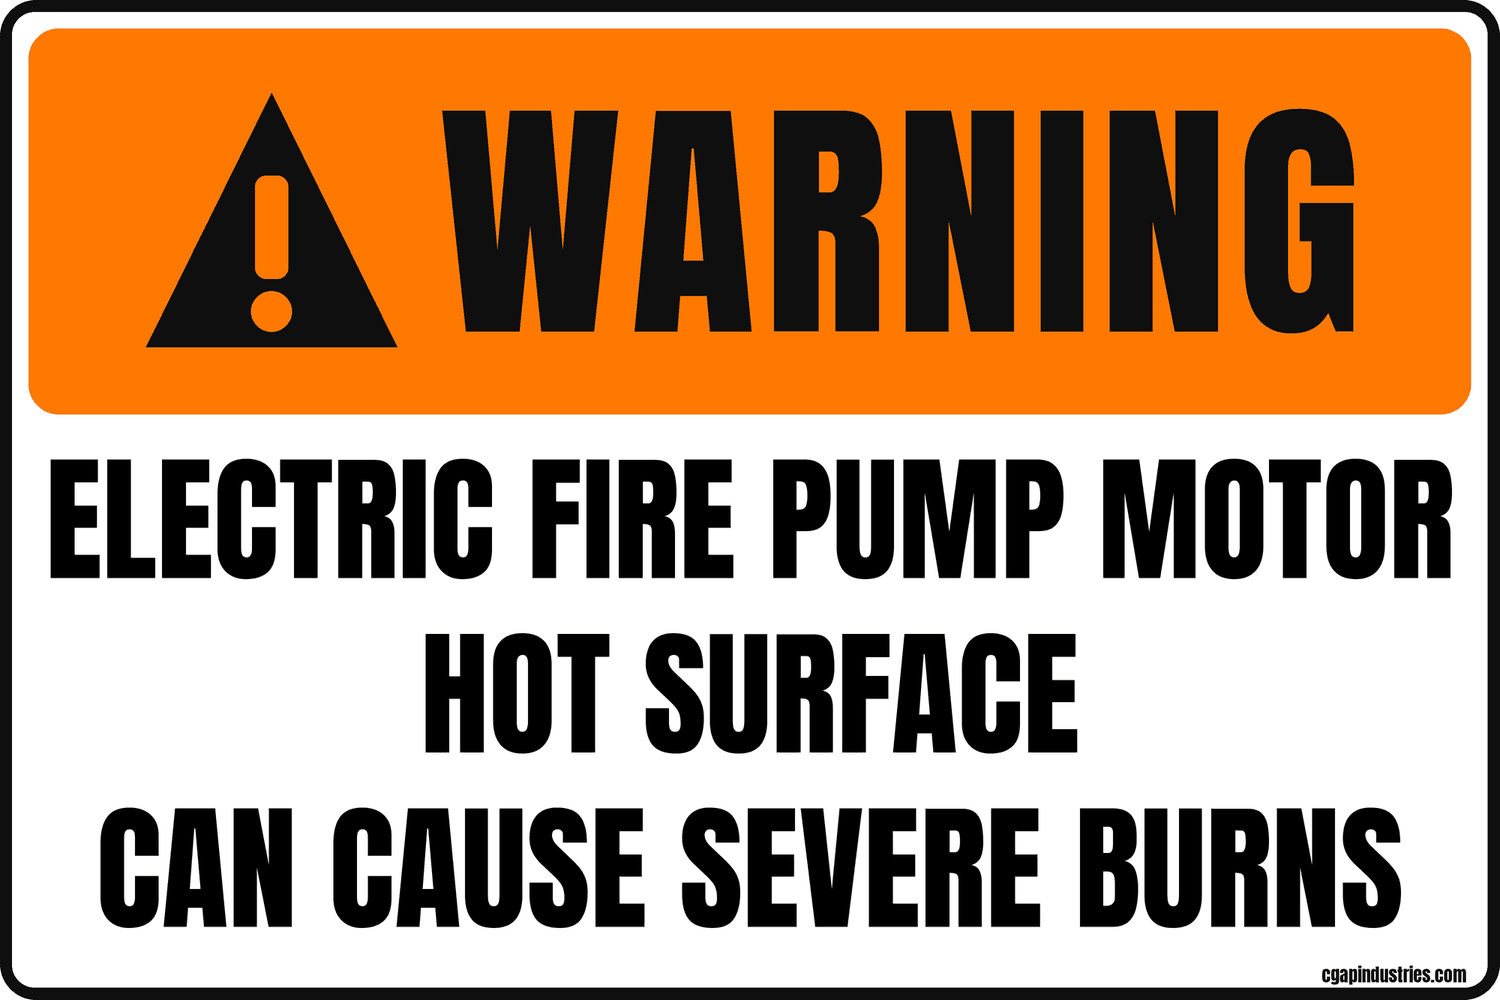 WARNING
ELECTRIC FIRE PUMP MOTOR
HOT SURFACE
CAN CAUSE SEVERE BURNS
cgapindustries.com